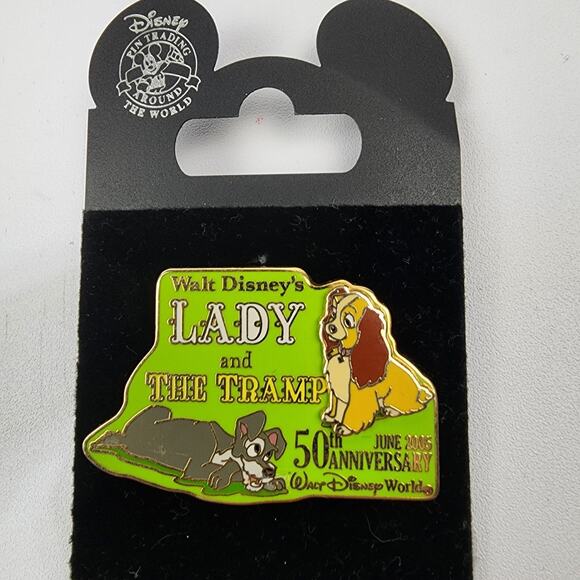 Disney
PIN TRADING
AROUND
THE WORLD
Walt Disney's
LADY
and
THE TRAMP
50th JUNE 2005
ANNIVERSARY
Walt Disney World